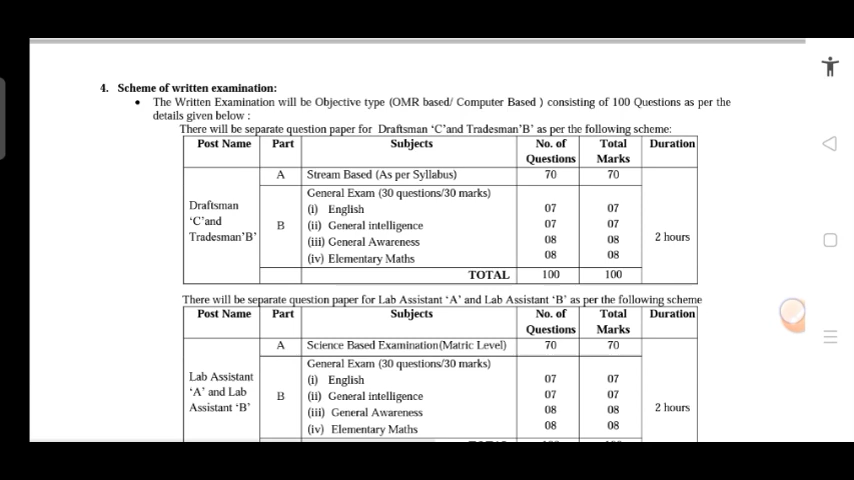 4. Scheme of written examination:
• The Written Examination will be Objective type (OMR based/ Computer Based ) consisting of 100 Questions as per the
details given below :
There will be separate question paper for Draftsman ‘C’and Tradesman’B’ as per the following scheme:
Post Name Part Subjects No. of Questions Total Marks Duration
A Stream Based (As per Syllabus) 70 70
General Exam (30 questions/30 marks)
Draftsman ‘C’and Tradesman’B’ B (i) English 07 07 2 hours
(ii) General intelligence 07 07
(iii) General Awareness 08 08
(iv) Elementary Maths 08 08
TOTAL 100 100
There will be separate question paper for Lab Assistant ‘A’ and Lab Assistant ‘B’ as per the following scheme
Post Name Part Subjects No. of Questions Total Marks Duration
A Science Based Examination(Matric Level) 70 70
General Exam (30 questions/30 marks)
Lab Assistant ‘A’ and Lab Assistant ‘B’ B (i) English 07 07 2 hours
(ii) General intelligence 07 07
(iii) General Awareness 08 08
(iv) Elementary Maths 08 08